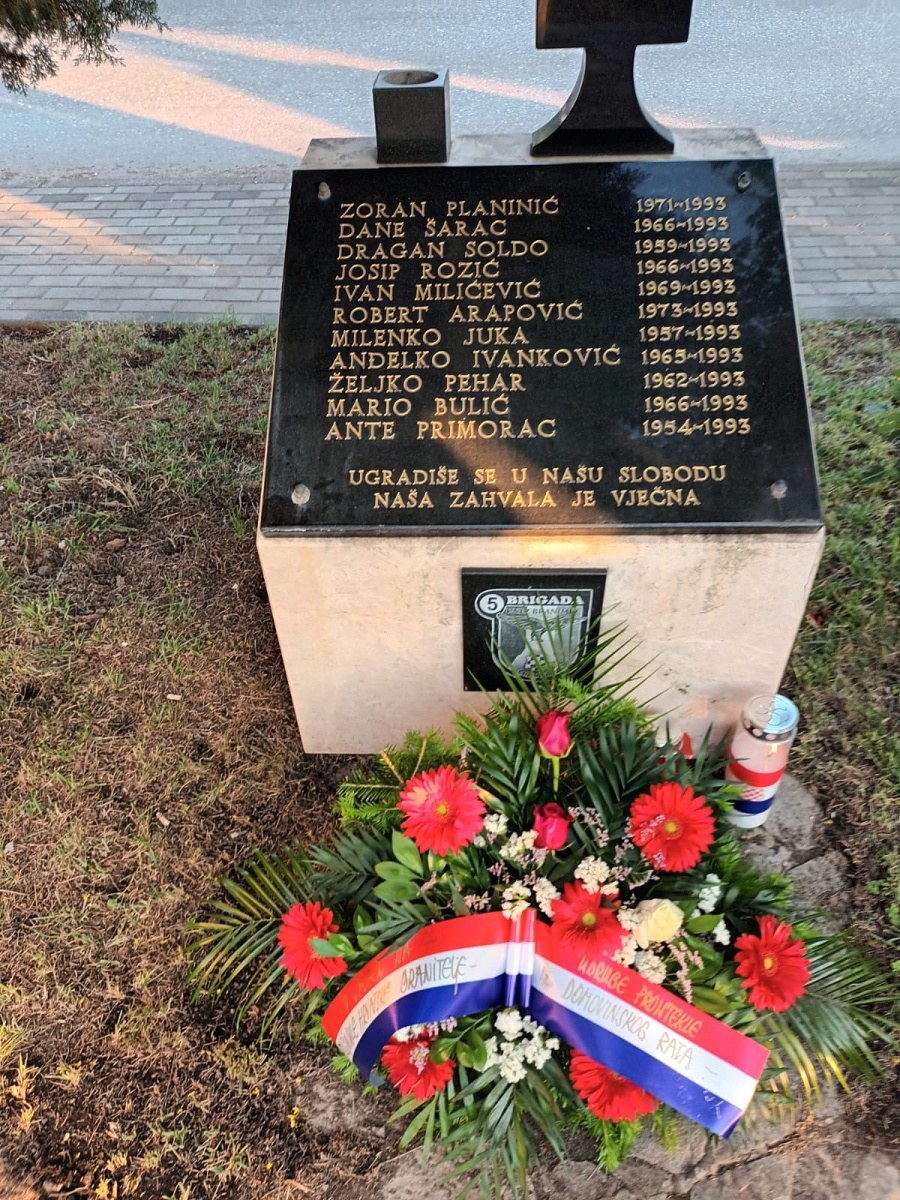 ZORAN PLANINIĆ 1971~1993
DANE ŠARAC 1966~1993
DRAGAN SOLDO 1959~1993
JOSIP ROZIĆ 1966~1993
IVAN MILIĆEVIĆ 1969~1993
ROBERT ARAPOVIĆ 1973~1993
MILENKO JUKA 1957~1993
ANĐELKO IVANKOVIĆ 1965~1993
ŽELJKO PEHAR 1962~1993
MARIO BULIĆ 1966~1993
ANTE PRIMORAC 1954~1993
UGRADIŠE SE U NAŠU SLOBODU
NAŠA ZAHVALA JE VJEČNA
5 BRIGADA
NA
BRANITELJE -
UDRUGE PROISTEKLE
DOMOVINSKOG RATA -